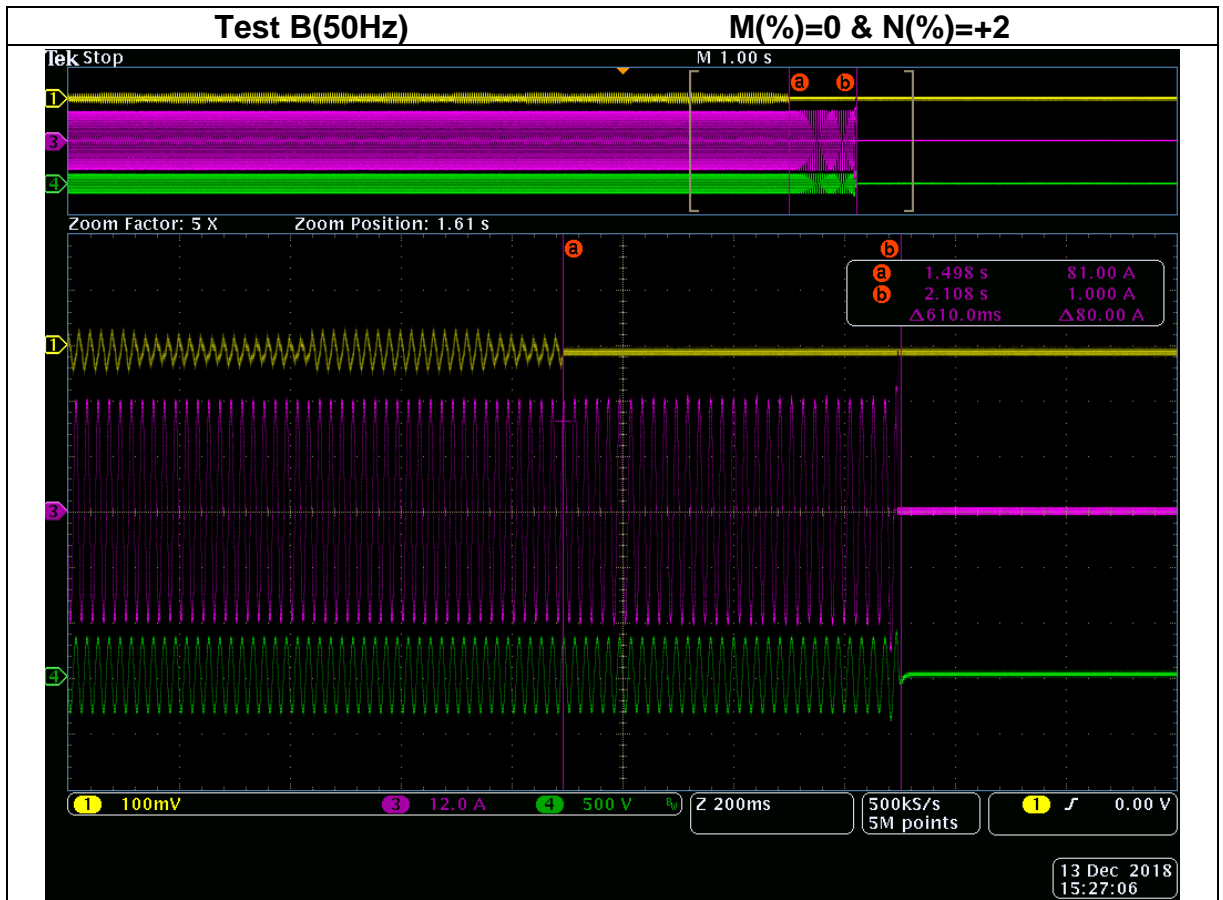 Test B(50Hz) M(%)=0 & N(%)=+2
Tek Stop M 1.00 s
a b
1
3
4
Zoom Factor: 5 X Zoom Position: 1.61 s
a b
a 1.498 s 81.00 A
b 2.108 s 1.000 A
Δ610.0ms Δ80.00 A
1
3
4
1 100mV 3 12.0 A 4 500 V BW Z 200ms 500kS/s 1 0.00 V
5M points
13 Dec 2018
15:27:06